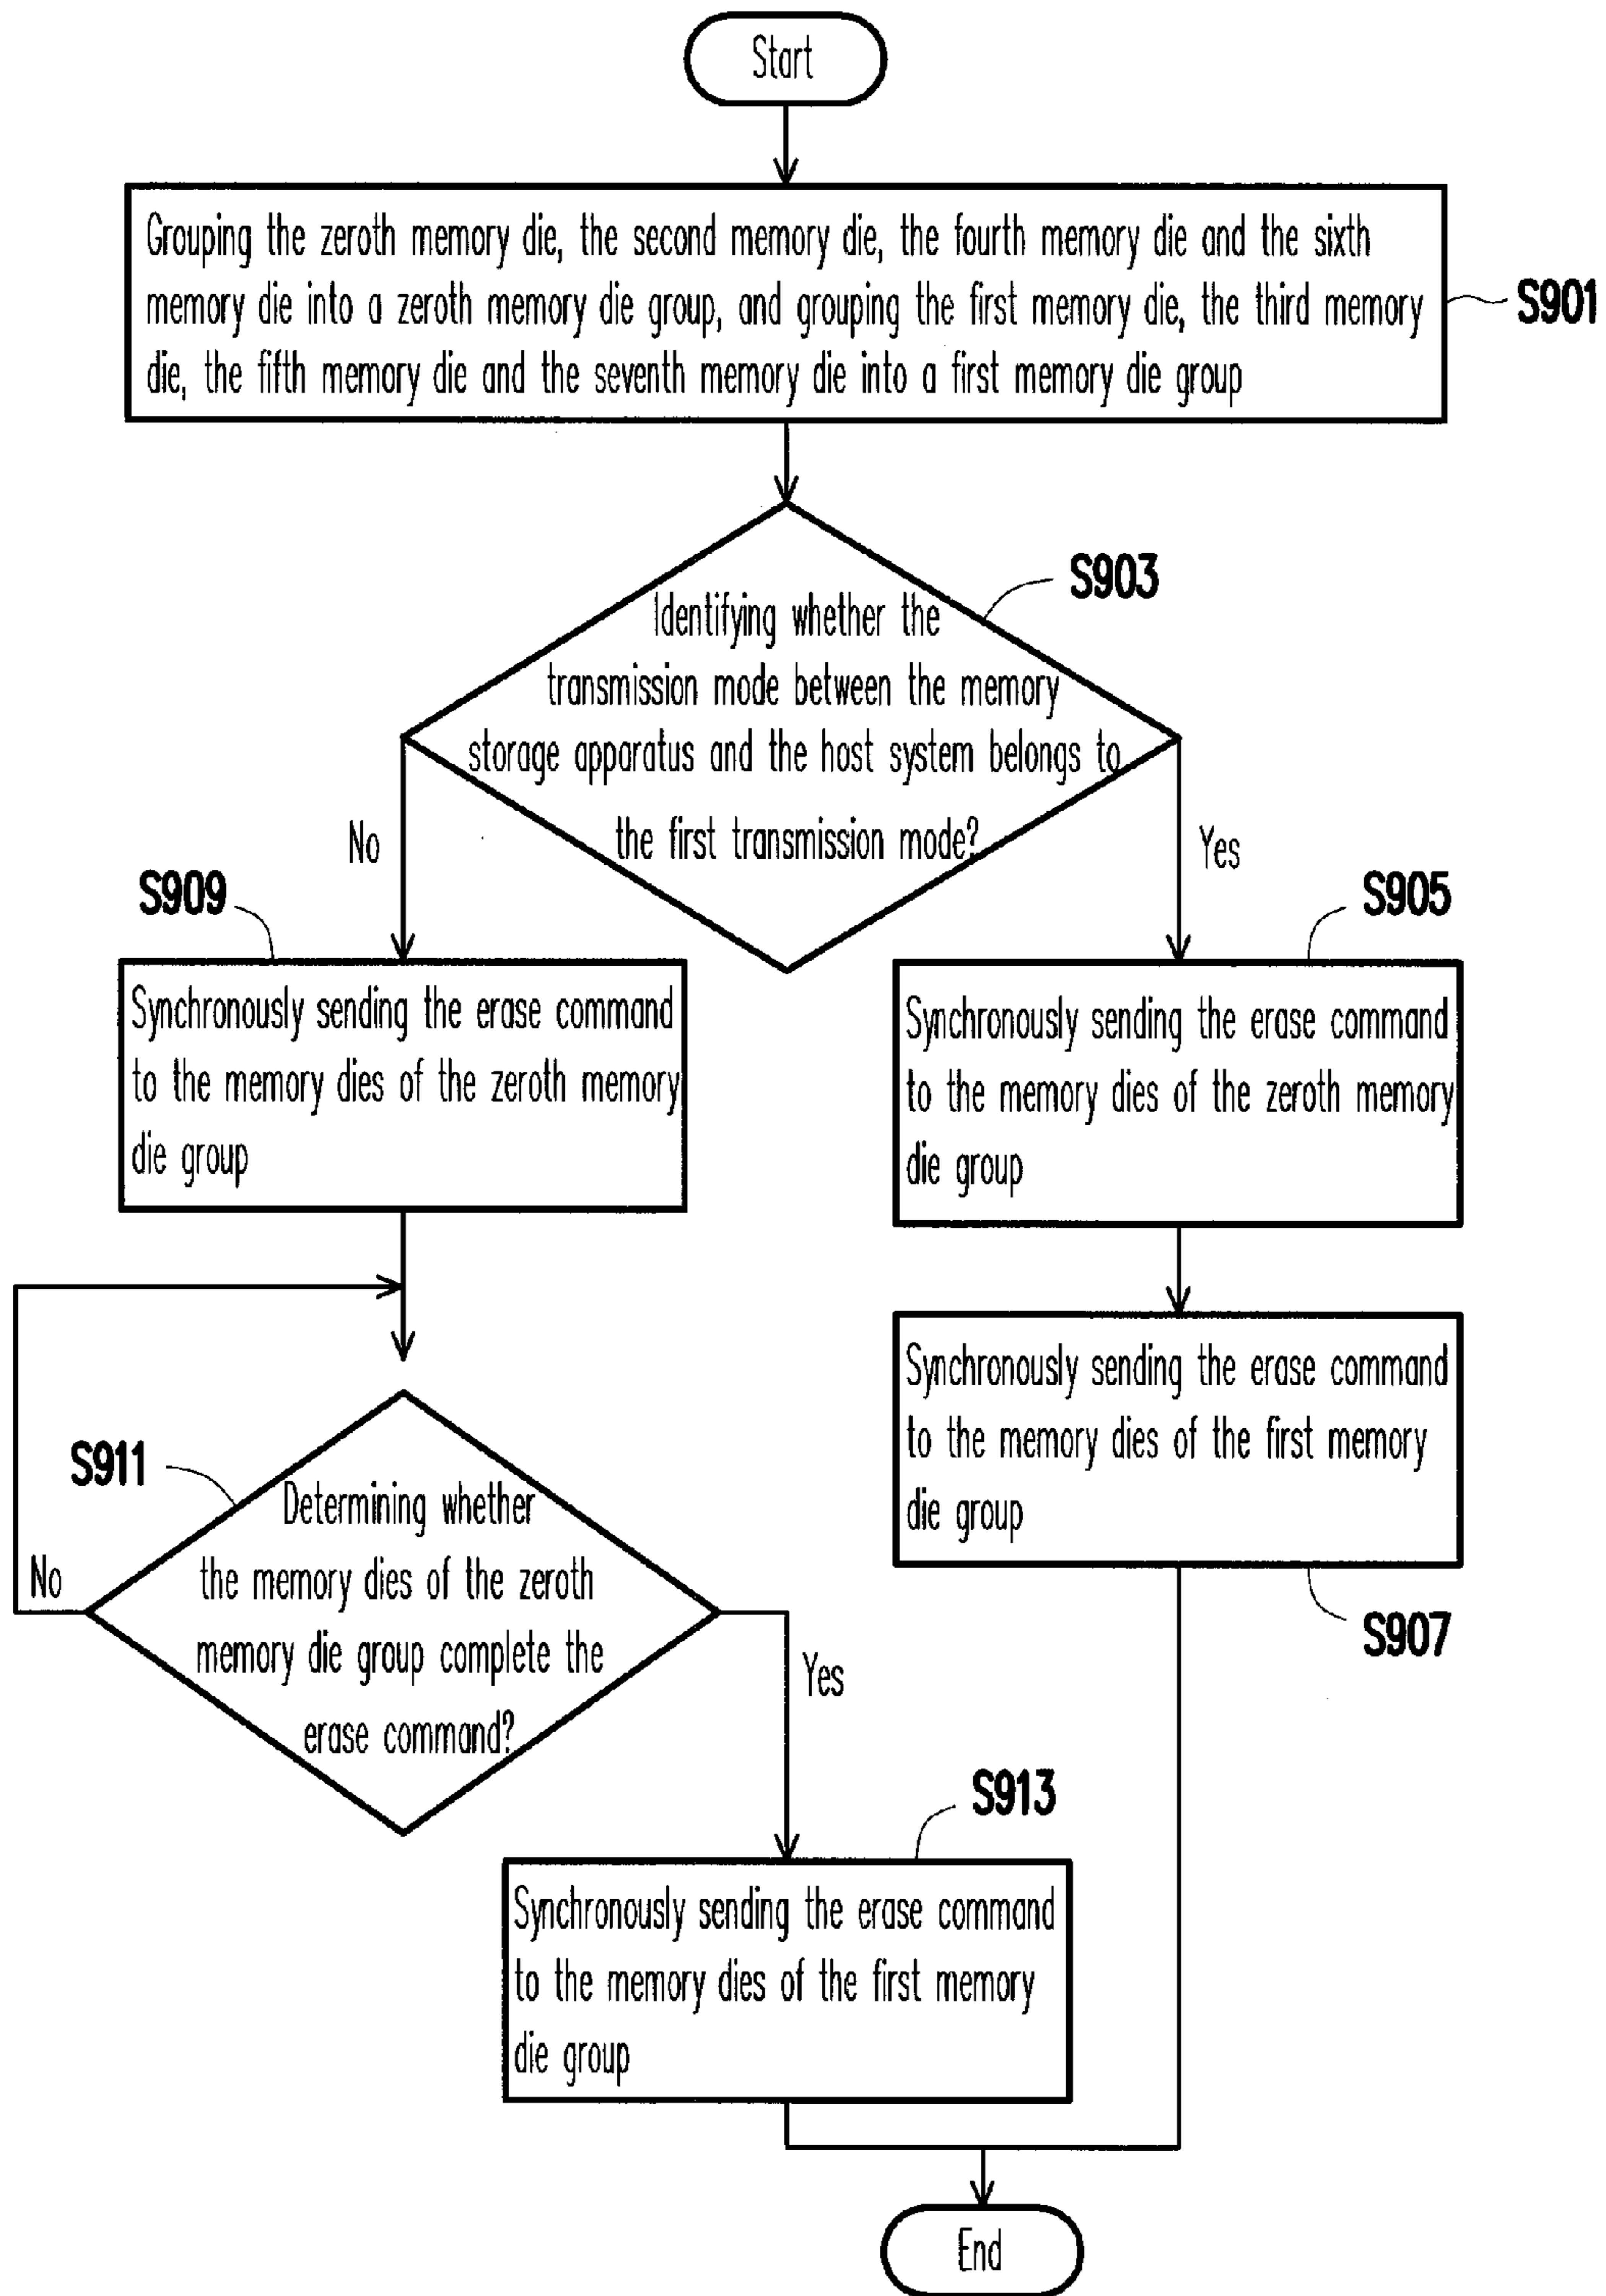 Start
Grouping the zeroth memory die, the second memory die, the fourth memory die and the sixth
memory die into a zeroth memory die group, and grouping the first memory die, the third memory
die, the fifth memory die and the seventh memory die into a first memory die group
S901
S903
Identifying whether the
transmission mode between the memory
storage apparatus and the host system belongs to
the first transmission mode?
No
Yes
S909
S905
Synchronously sending the erase command
to the memory dies of the zeroth memory
die group
Synchronously sending the erase command
to the memory dies of the zeroth memory
die group
Synchronously sending the erase command
to the memory dies of the first memory
die group
S907
S911
Determining whether
the memory dies of the zeroth
memory die group complete the
erase command?
No
Yes
S913
Synchronously sending the erase command
to the memory dies of the first memory
die group
End